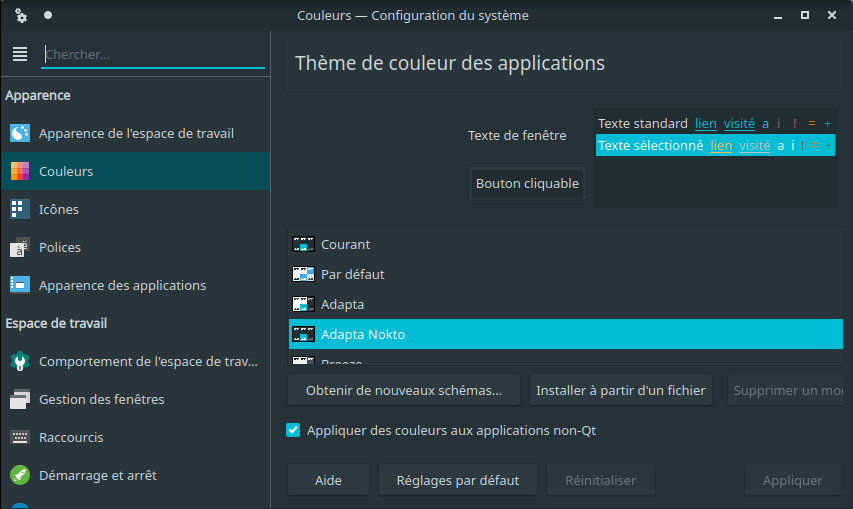 Couleurs — Configuration du système
Chercher...
Apparence
Apparence de l'espace de travail
Couleurs
Icônes
Polices
Apparence des applications
Espace de travail
Comportement de l'espace de trav...
Gestion des fenêtres
Raccourcis
Démarrage et arrêt
Thème de couleur des applications
Texte de fenêtre
Bouton cliquable
Texte standard lien visité a i ! = +
Texte sélectionné lien visité a i ! = +
Courant
Par défaut
Adapta
Adapta Nokto
Breeze
Obtenir de nouveaux schémas... Installer à partir d'un fichier Supprimer un mo
Appliquer des couleurs aux applications non-Qt
Aide Réglages par défaut Réinitialiser Appliquer